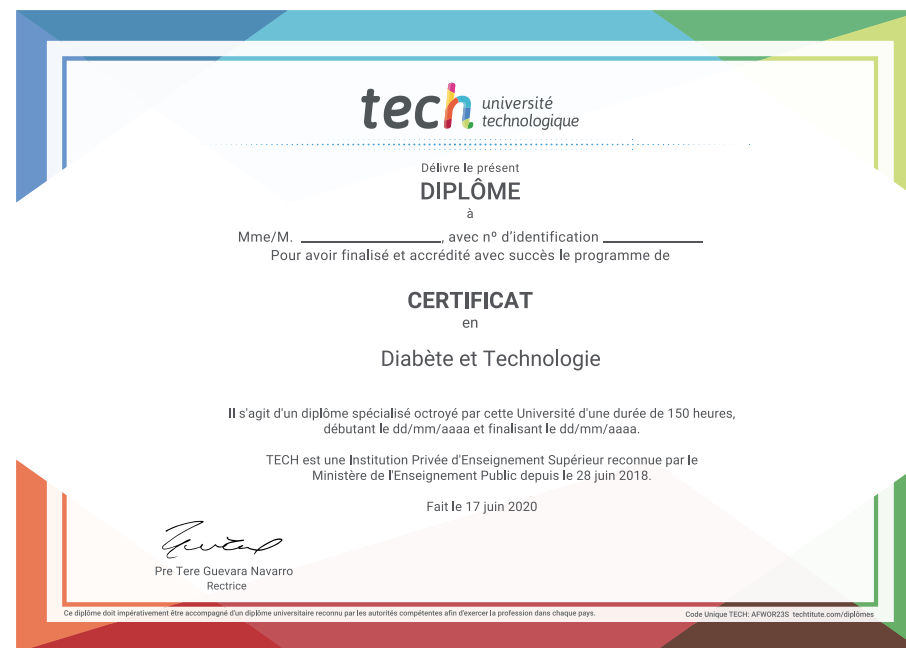 tech université
technologique
Délivre le présent
DIPLÔME
à
Mme/M. ____________________, avec nº d'identification ______________
Pour avoir finalisé et accrédité avec succès le programme de
CERTIFICAT
en
Diabète et Technologie
Il s'agit d'un diplôme spécialisé octroyé par cette Université d'une durée de 150 heures,
débutant le dd/mm/aaaa et finalisant le dd/mm/aaaa.
TECH est une Institution Privée d'Enseignement Supérieur reconnue par le
Ministère de l'Enseignement Public depuis le 28 juin 2018.
Fait le 17 juin 2020
Pre Tere Guevara Navarro
Rectrice
Ce diplôme doit impérativement être accompagné d'un diplôme universitaire reconnu par les autorités compétentes afin d'exercer la profession dans chaque pays.
Code Unique TECH: AFWOR23S techtitute.com/diplômes